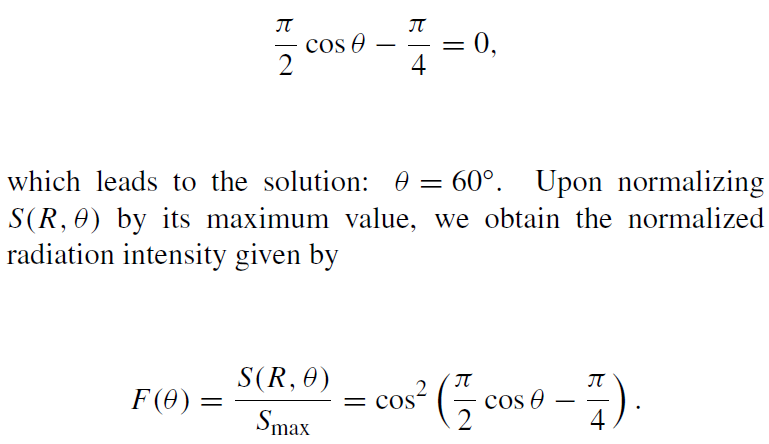 π/2 cos θ − π/4 = 0,
which leads to the solution: θ = 60°. Upon normalizing
S(R, θ) by its maximum value, we obtain the normalized
radiation intensity given by
F(θ) = S(R, θ)/Smax = cos² (π/2 cos θ − π/4).